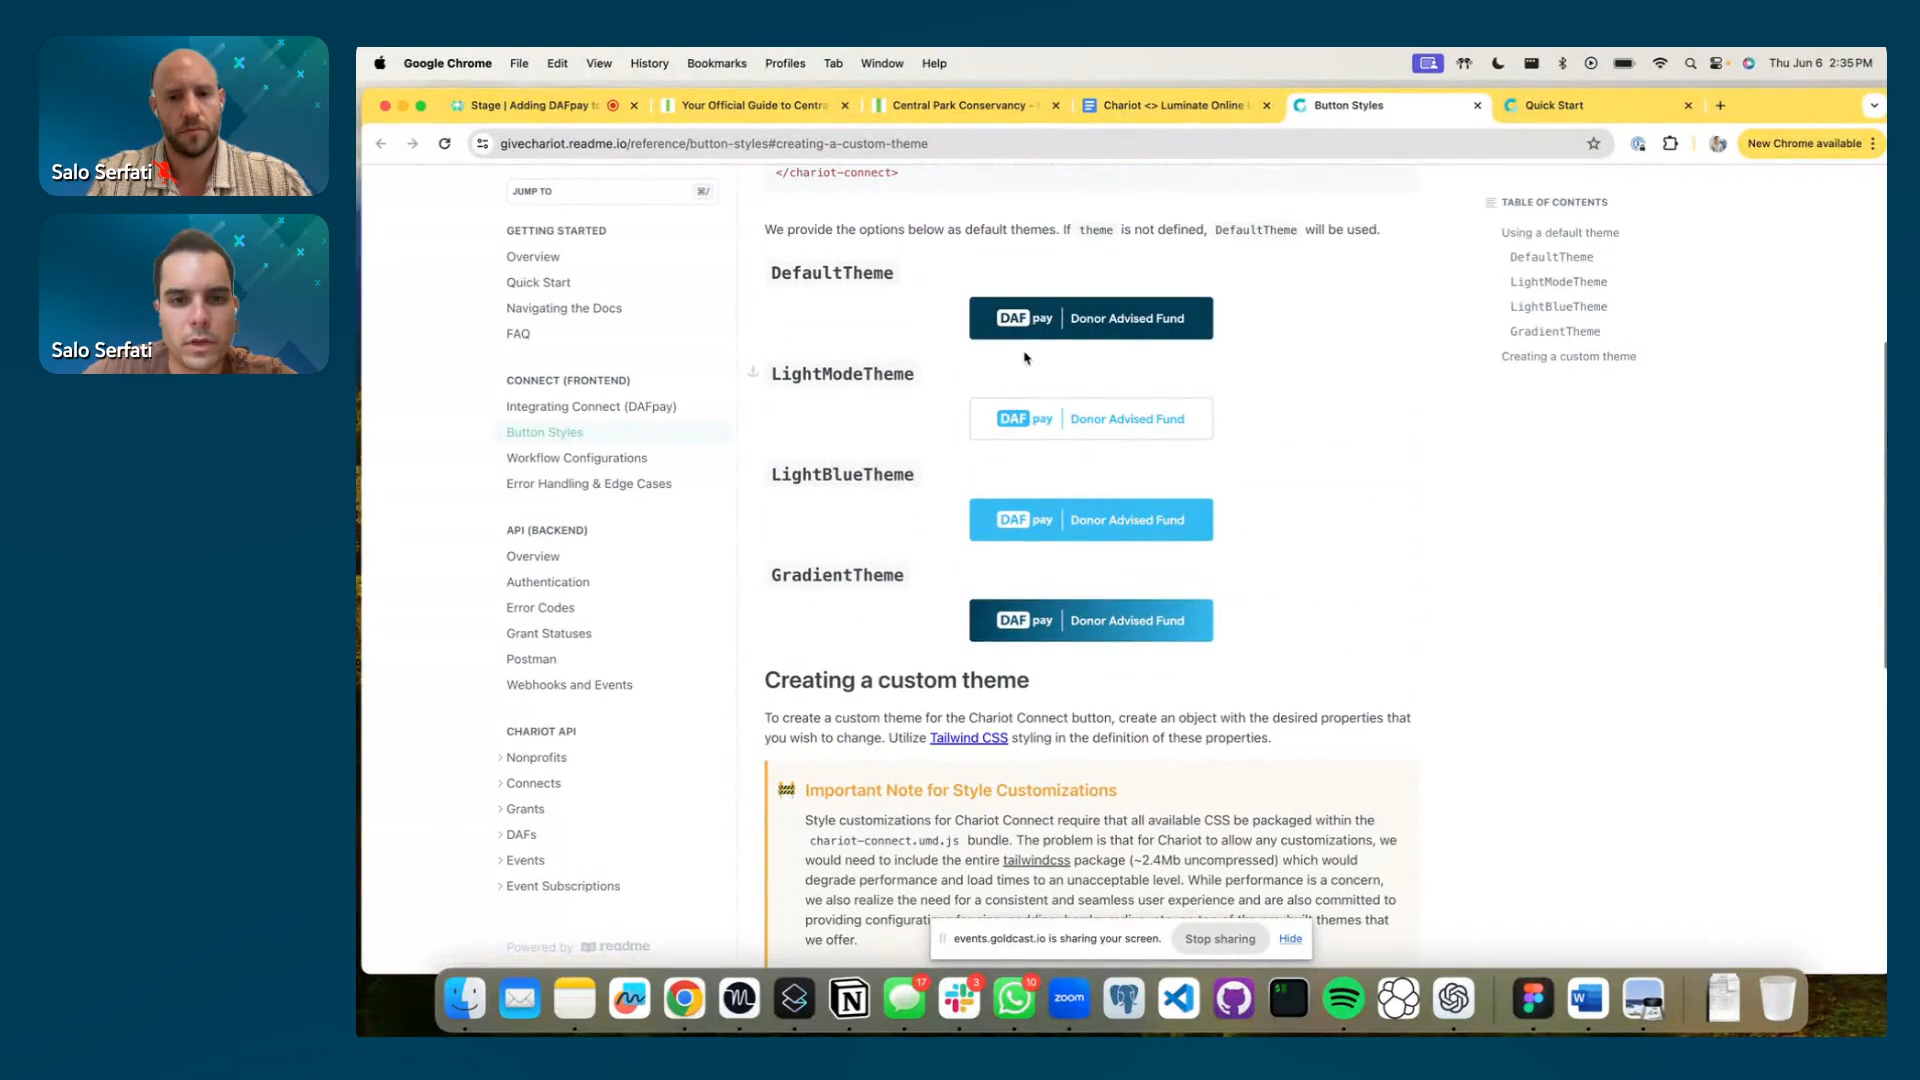 Salo Serfati
Salo Serfati
Google Chrome File Edit View History Bookmarks Profiles Tab Window Help Thu Jun 6 2:35 PM
Stage | Adding DAFpay to
Your Official Guide to Centra
Central Park Conservancy -
Chariot <> Luminate Online I
Button Styles
Quick Start
givechariot.readme.io/reference/button-styles#creating-a-custom-theme
New Chrome available
JUMP TO ⌘/
GETTING STARTED
Overview
Quick Start
Navigating the Docs
FAQ
CONNECT (FRONTEND)
Integrating Connect (DAFpay)
Button Styles
Workflow Configurations
Error Handling & Edge Cases
API (BACKEND)
Overview
Authentication
Error Codes
Grant Statuses
Postman
Webhooks and Events
CHARIOT API
Nonprofits
Connects
Grants
DAFs
Events
Event Subscriptions
Powered by readme
</chariot-connect>
We provide the options below as default themes. If theme is not defined, DefaultTheme will be used.
DefaultTheme
DAF pay | Donor Advised Fund
LightModeTheme
DAF pay | Donor Advised Fund
LightBlueTheme
DAF pay | Donor Advised Fund
GradientTheme
DAF pay | Donor Advised Fund
Creating a custom theme
To create a custom theme for the Chariot Connect button, create an object with the desired properties that
you wish to change. Utilize Tailwind CSS styling in the definition of these properties.
Important Note for Style Customizations
Style customizations for Chariot Connect require that all available CSS be packaged within the
chariot-connect.umd.js bundle. The problem is that for Chariot to allow any customizations, we
would need to include the entire tailwindcss package (~2.4Mb uncompressed) which would
degrade performance and load times to an unacceptable level. While performance is a concern,
we also realize the need for a consistent and seamless user experience and are also committed to
providing configurati themes that
we offer.
TABLE OF CONTENTS
Using a default theme
DefaultTheme
LightModeTheme
LightBlueTheme
GradientTheme
Creating a custom theme
events.goldcast.io is sharing your screen. Stop sharing Hide
17
3
10
zoom